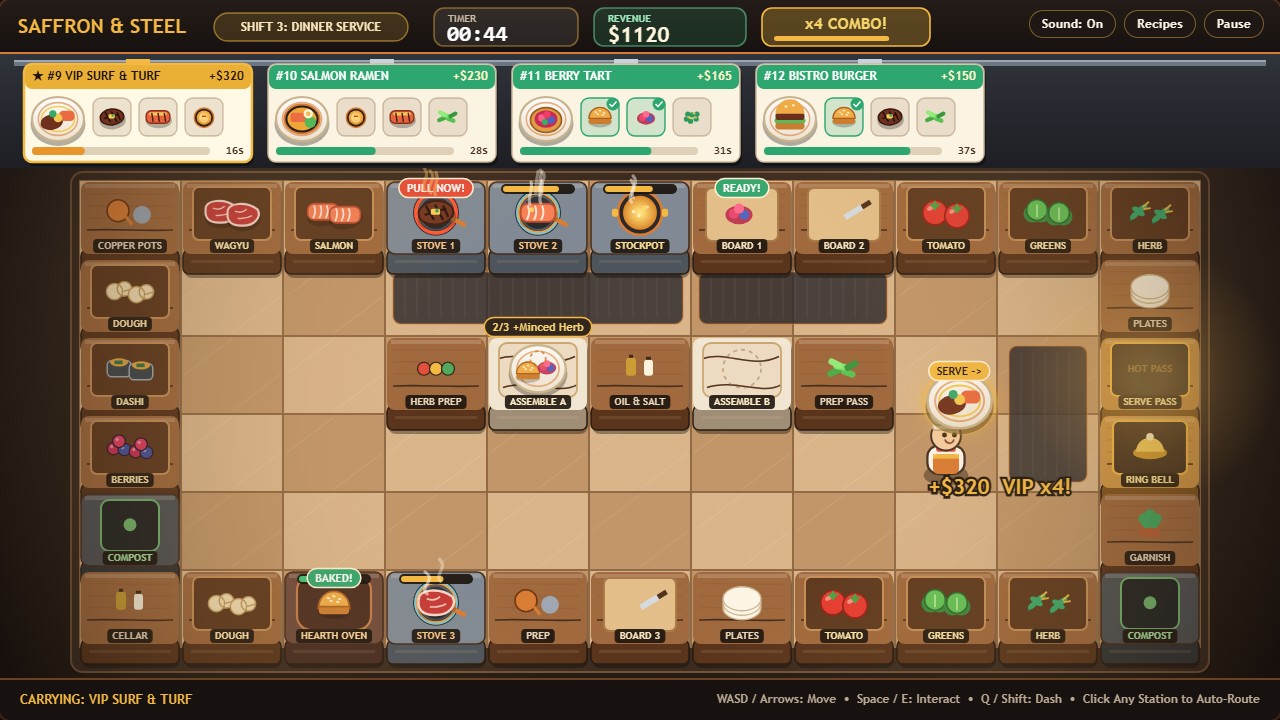 SAFFRON & STEEL
SHIFT 3: DINNER SERVICE
TIMER
00:44
REVENUE
$1120
x4 COMBO!
Sound: On
Recipes
Pause
★ #9 VIP SURF & TURF +$320
16s
#10 SALMON RAMEN +$230
28s
#11 BERRY TART +$165
31s
#12 BISTRO BURGER +$150
37s
PULL NOW!
READY!
COPPER POTS
WAGYU
SALMON
STOVE 1
STOVE 2
STOCKPOT
BOARD 1
BOARD 2
TOMATO
GREENS
HERB
DOUGH
PLATES
2/3 +Minced Herb
SERVE ->
HOT PASS
DASHI
HERB PREP
ASSEMBLE A
OIL & SALT
ASSEMBLE B
PREP PASS
SERVE PASS
BERRIES
RING BELL
+$320 VIP x4!
COMPOST
GARNISH
BAKED!
CELLAR
DOUGH
HEARTH OVEN
STOVE 3
PREP
BOARD 3
PLATES
TOMATO
GREENS
HERB
COMPOST
CARRYING: VIP SURF & TURF
WASD / Arrows: Move • Space / E: Interact • Q / Shift: Dash • Click Any Station to Auto-Route